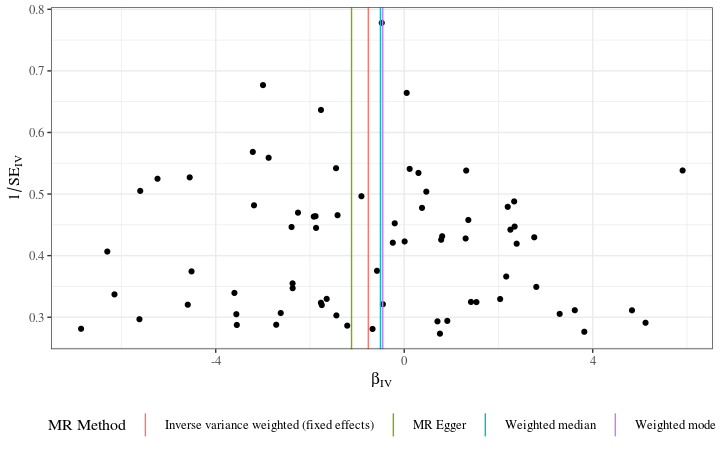 0.8
0.7
0.6
0.5
0.4
0.3
1/SE_IV
-4 0 4
β_IV
MR Method Inverse variance weighted (fixed effects) MR Egger Weighted median Weighted mode